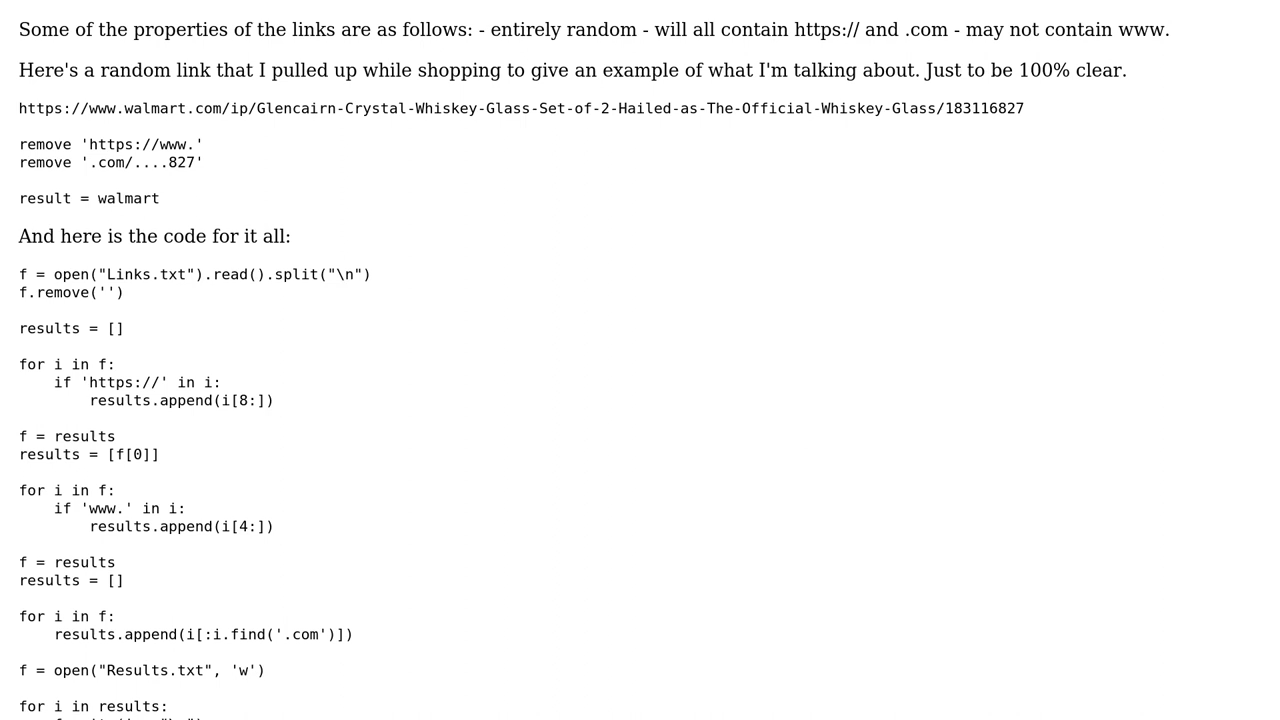 Some of the properties of the links are as follows: - entirely random - will all contain https:// and .com - may not contain www.
Here's a random link that I pulled up while shopping to give an example of what I'm talking about. Just to be 100% clear.
https://www.walmart.com/ip/Glencairn-Crystal-Whiskey-Glass-Set-of-2-Hailed-as-The-Official-Whiskey-Glass/183116827
remove 'https://www.'
remove '.com/....827'
result = walmart
And here is the code for it all:
f = open("Links.txt").read().split("\n")
f.remove('')
results = []
for i in f:
    if 'https://' in i:
        results.append(i[8:])
f = results
results = [f[0]]
for i in f:
    if 'www.' in i:
        results.append(i[4:])
f = results
results = []
for i in f:
    results.append(i[:i.find('.com')])
f = open("Results.txt", 'w')
for i in results: